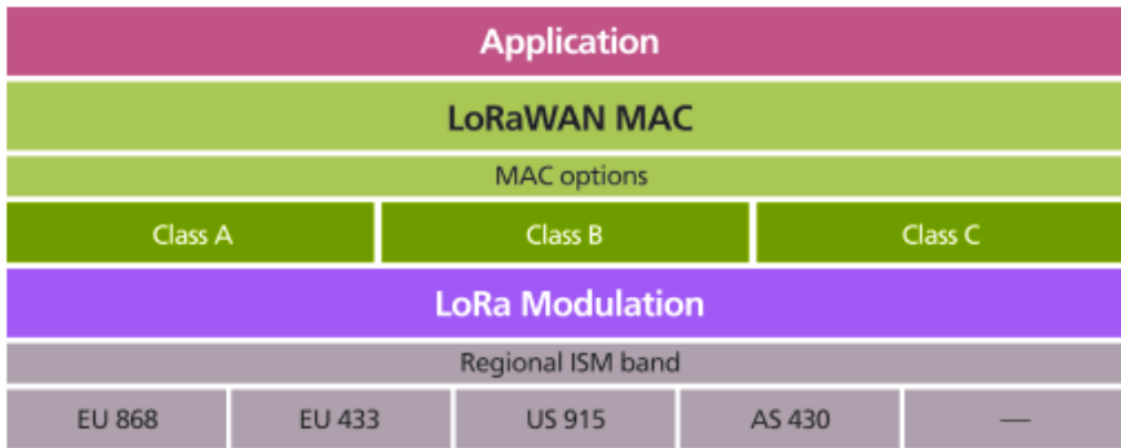 Application
LoRaWAN MAC
MAC options
Class A Class B Class C
LoRa Modulation
Regional ISM band
EU 868 EU 433 US 915 AS 430 —